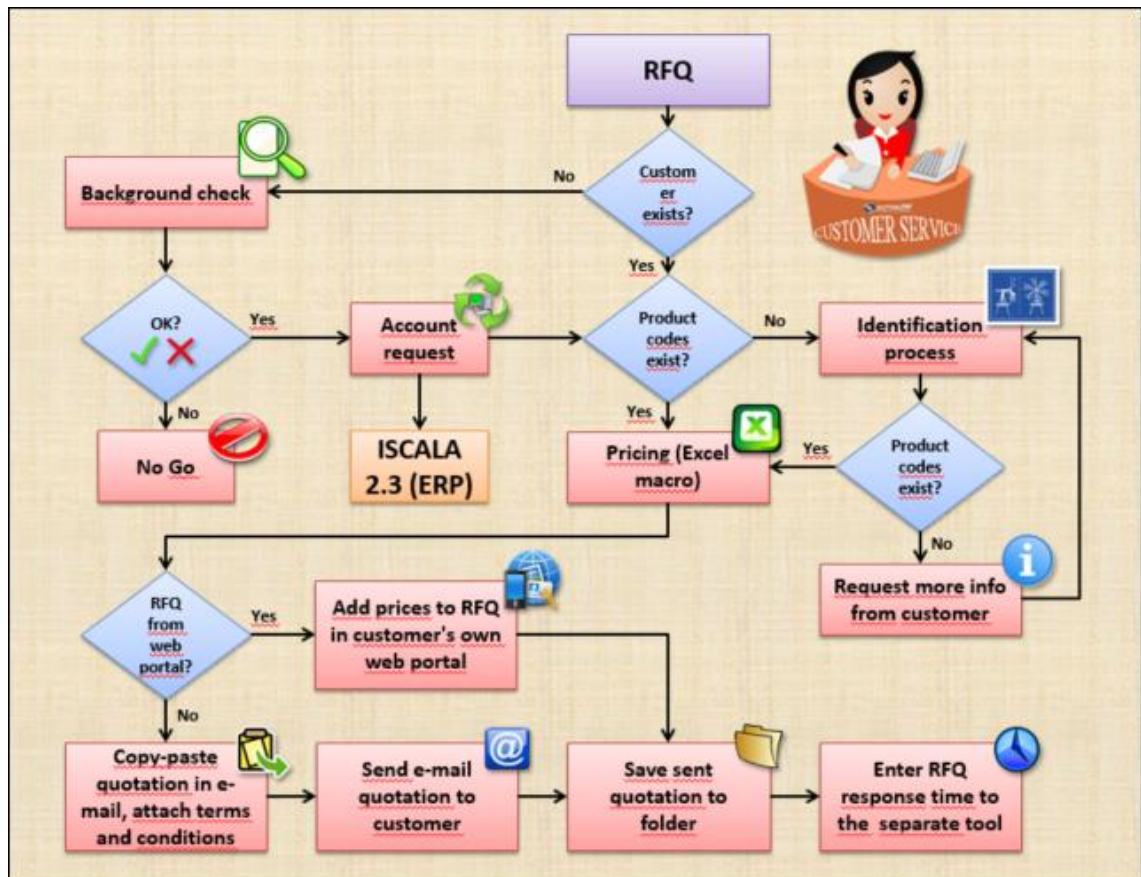 RFQ
Custom
er
exists?
No
Background check
CUSTOMER SERVICE
Yes
OK?
Yes
Account
request
Product
codes
exist?
No
Identification
process
No
No Go
ISCALA
2.3 (ERP)
Yes
Pricing (Excel
macro)
Yes
Product
codes
exist?
No
Request more info
from customer
RFQ
from
web
portal?
Yes
Add prices to RFQ
in customer's own
web portal
No
Copy-paste
quotation in e-
mail, attach terms
and conditions
Send e-mail
quotation to
customer
Save sent
quotation to
folder
Enter RFQ
response time to
the separate tool